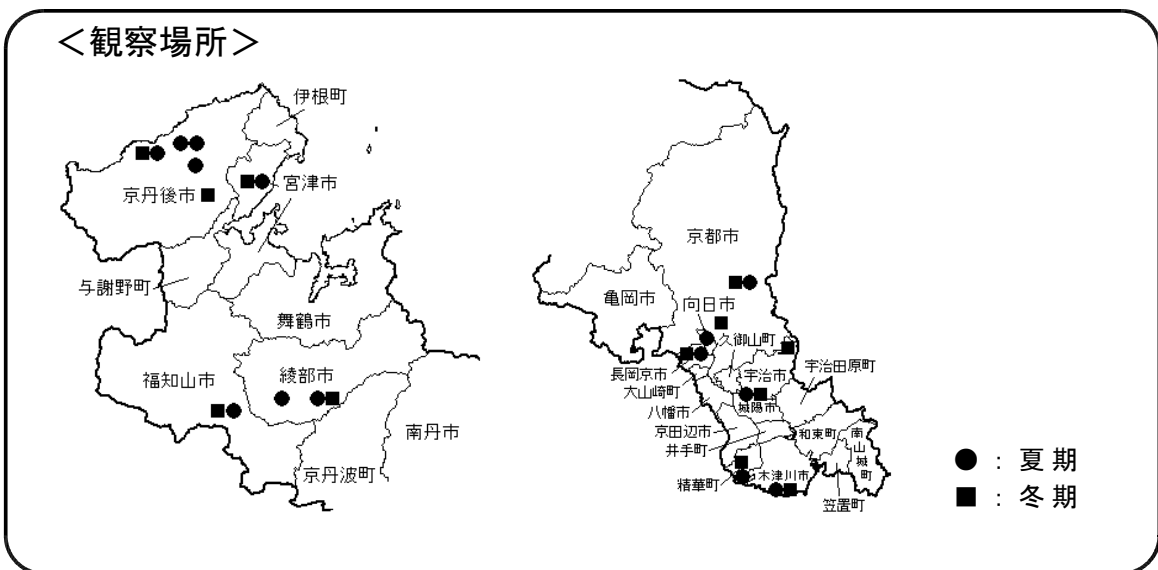 ＜観察場所＞
伊根町
京丹後市
宮津市
与謝野町
舞鶴市
福知山市
綾部市
南丹市
京丹波町
京都市
亀岡市
向日市
久御山町
長岡京市
大山崎町
宇治市
宇治田原町
八幡市
城陽市
京田辺市
井手町
和束町
南山城町
精華町
木津川市
笠置町
●：夏期
■：冬期